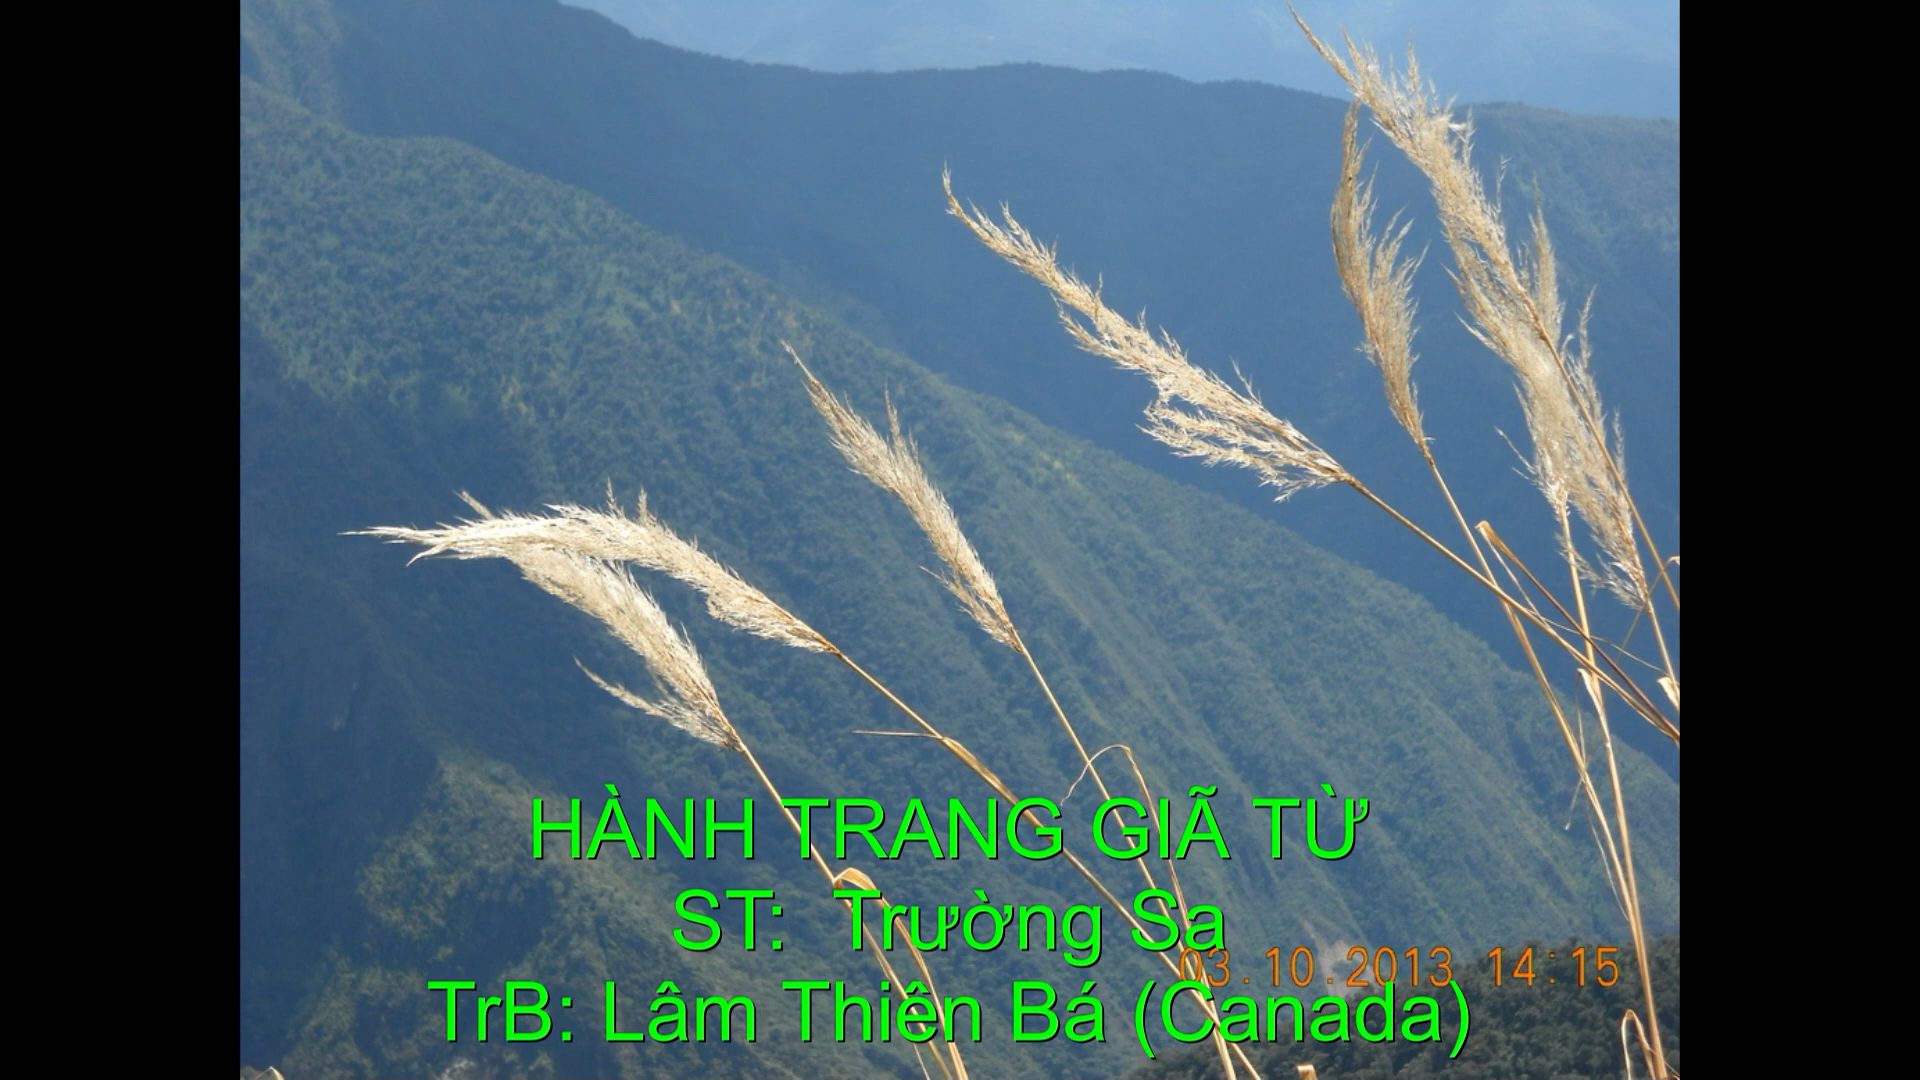 HÀNH TRANG GIÃ TỪ
ST: Trường Sa
03.10.2013 14:15
TrB: Lâm Thiên Bá (Canada)